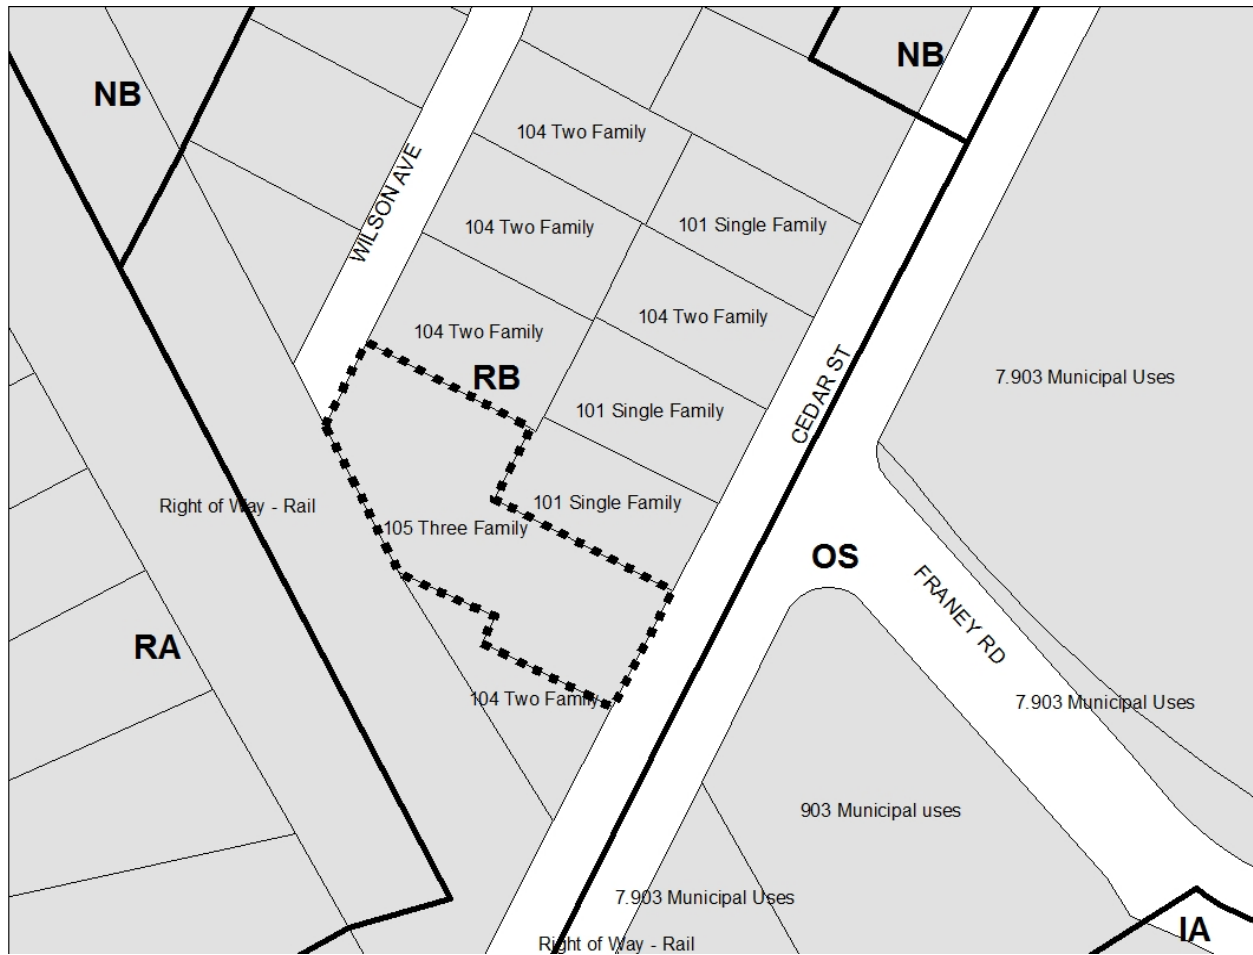 NB
NB
104 Two Family
WILSON AVE
104 Two Family
101 Single Family
104 Two Family
104 Two Family
RB
CEDAR ST
7.903 Municipal Uses
101 Single Family
Right of Way - Rail
101 Single Family
105 Three Family
OS
FRANEY RD
RA
104 Two Family
7.903 Municipal Uses
903 Municipal uses
7.903 Municipal Uses
IA
Right of Way - Rail